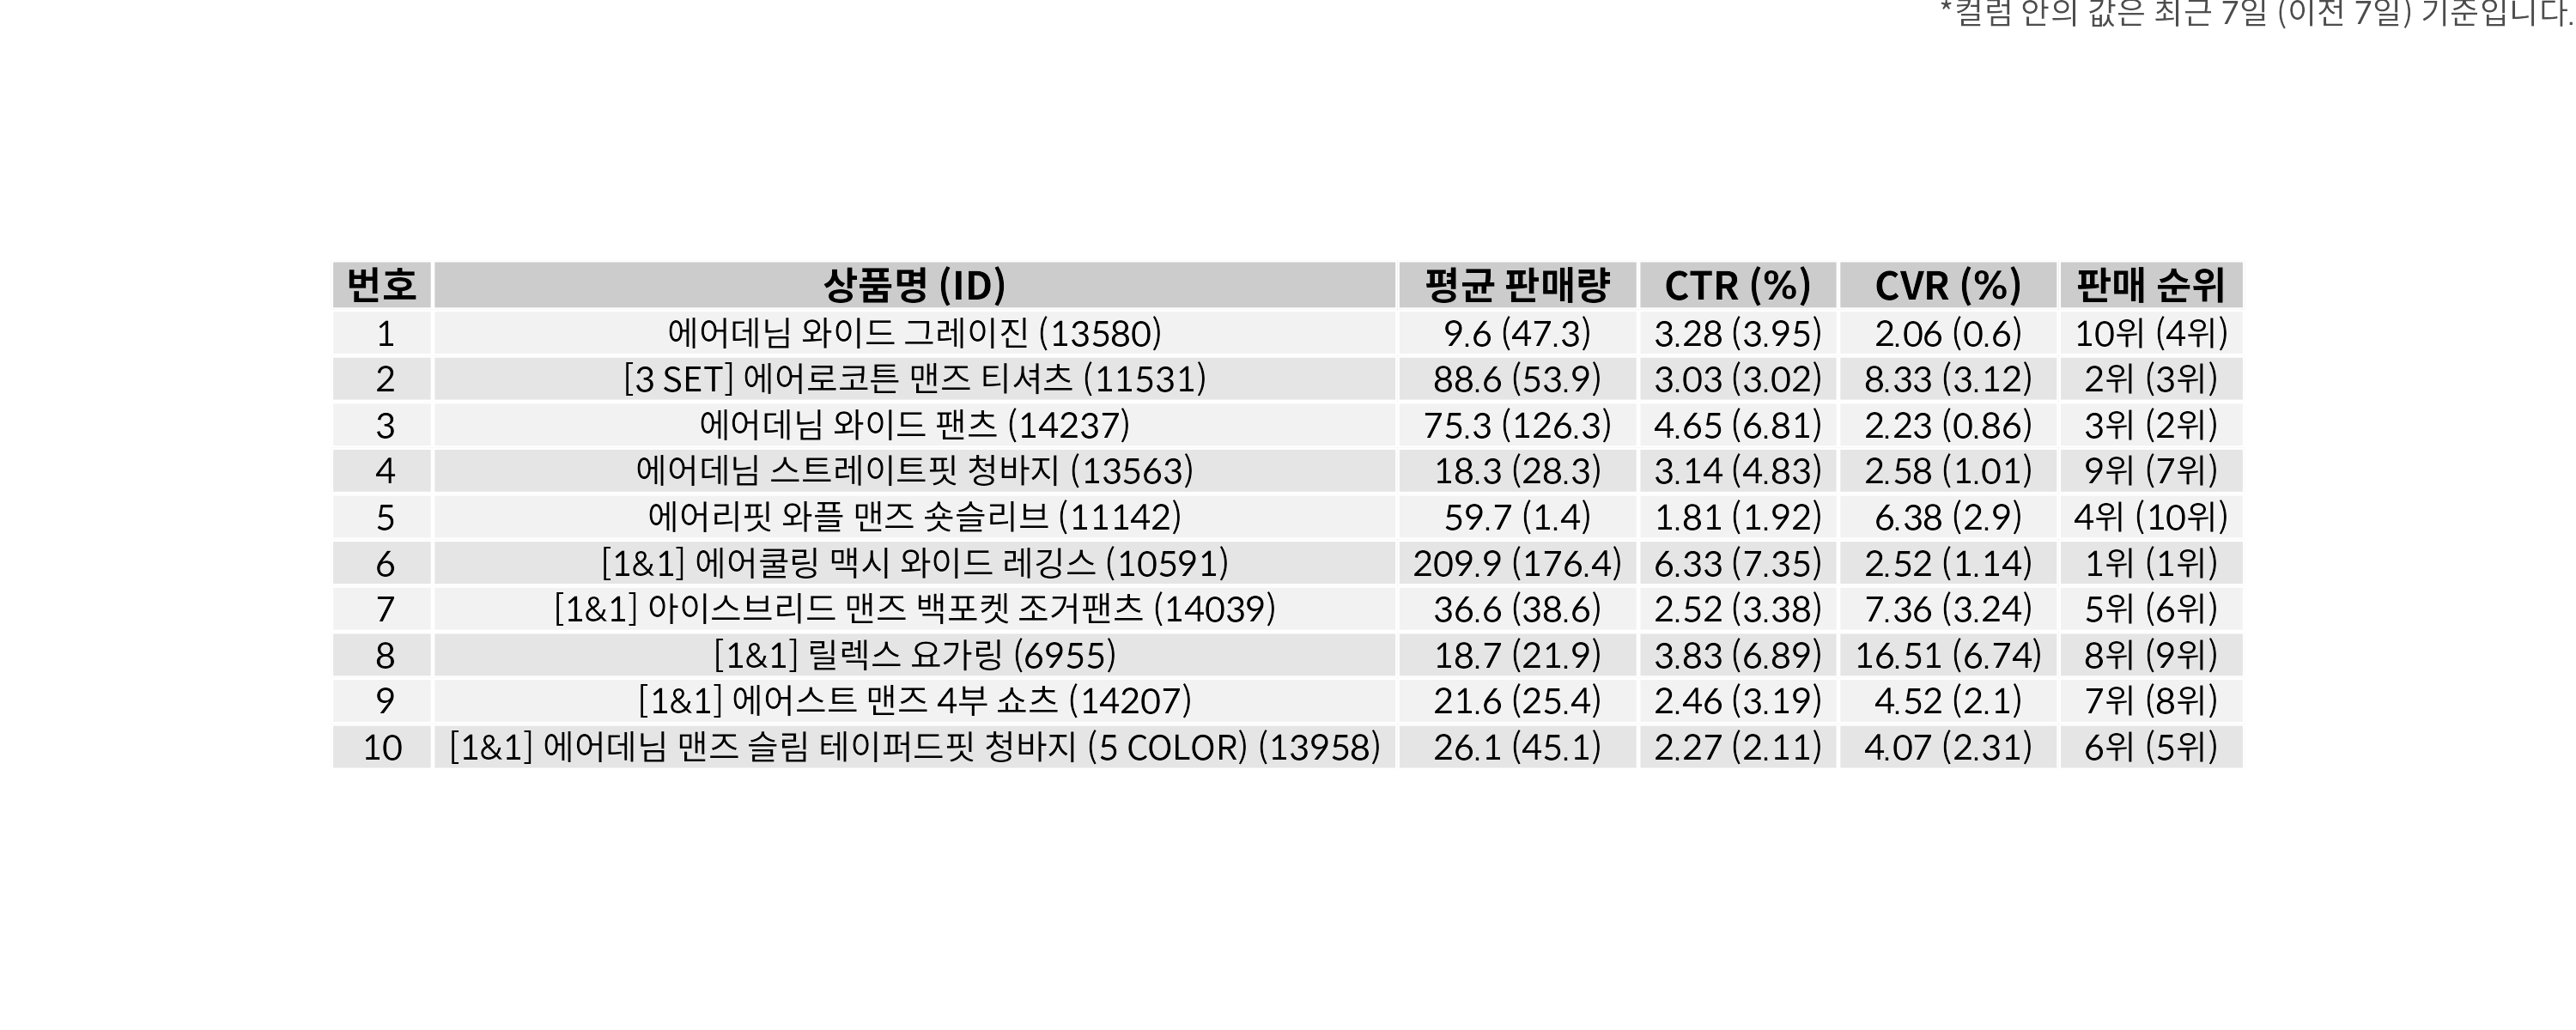 *컬럼 안의 값은 최근 7일 (이전 7일) 기준입니다.
번호 상품명 (ID) 평균 판매량 CTR (%) CVR (%) 판매 순위
1 에어데님 와이드 그레이진 (13580) 9.6 (47.3) 3.28 (3.95) 2.06 (0.6) 10위 (4위)
2 [3 SET] 에어로코튼 맨즈 티셔츠 (11531) 88.6 (53.9) 3.03 (3.02) 8.33 (3.12) 2위 (3위)
3 에어데님 와이드 팬츠 (14237) 75.3 (126.3) 4.65 (6.81) 2.23 (0.86) 3위 (2위)
4 에어데님 스트레이트핏 청바지 (13563) 18.3 (28.3) 3.14 (4.83) 2.58 (1.01) 9위 (7위)
5 에어리핏 와플 맨즈 숏슬리브 (11142) 59.7 (1.4) 1.81 (1.92) 6.38 (2.9) 4위 (10위)
6 [1&1] 에어쿨링 맥시 와이드 레깅스 (10591) 209.9 (176.4) 6.33 (7.35) 2.52 (1.14) 1위 (1위)
7 [1&1] 아이스브리드 맨즈 백포켓 조거팬츠 (14039) 36.6 (38.6) 2.52 (3.38) 7.36 (3.24) 5위 (6위)
8 [1&1] 릴렉스 요가링 (6955) 18.7 (21.9) 3.83 (6.89) 16.51 (6.74) 8위 (9위)
9 [1&1] 에어스트 맨즈 4부 쇼츠 (14207) 21.6 (25.4) 2.46 (3.19) 4.52 (2.1) 7위 (8위)
10 [1&1] 에어데님 맨즈 슬림 테이퍼드핏 청바지 (5 COLOR) (13958) 26.1 (45.1) 2.27 (2.11) 4.07 (2.31) 6위 (5위)